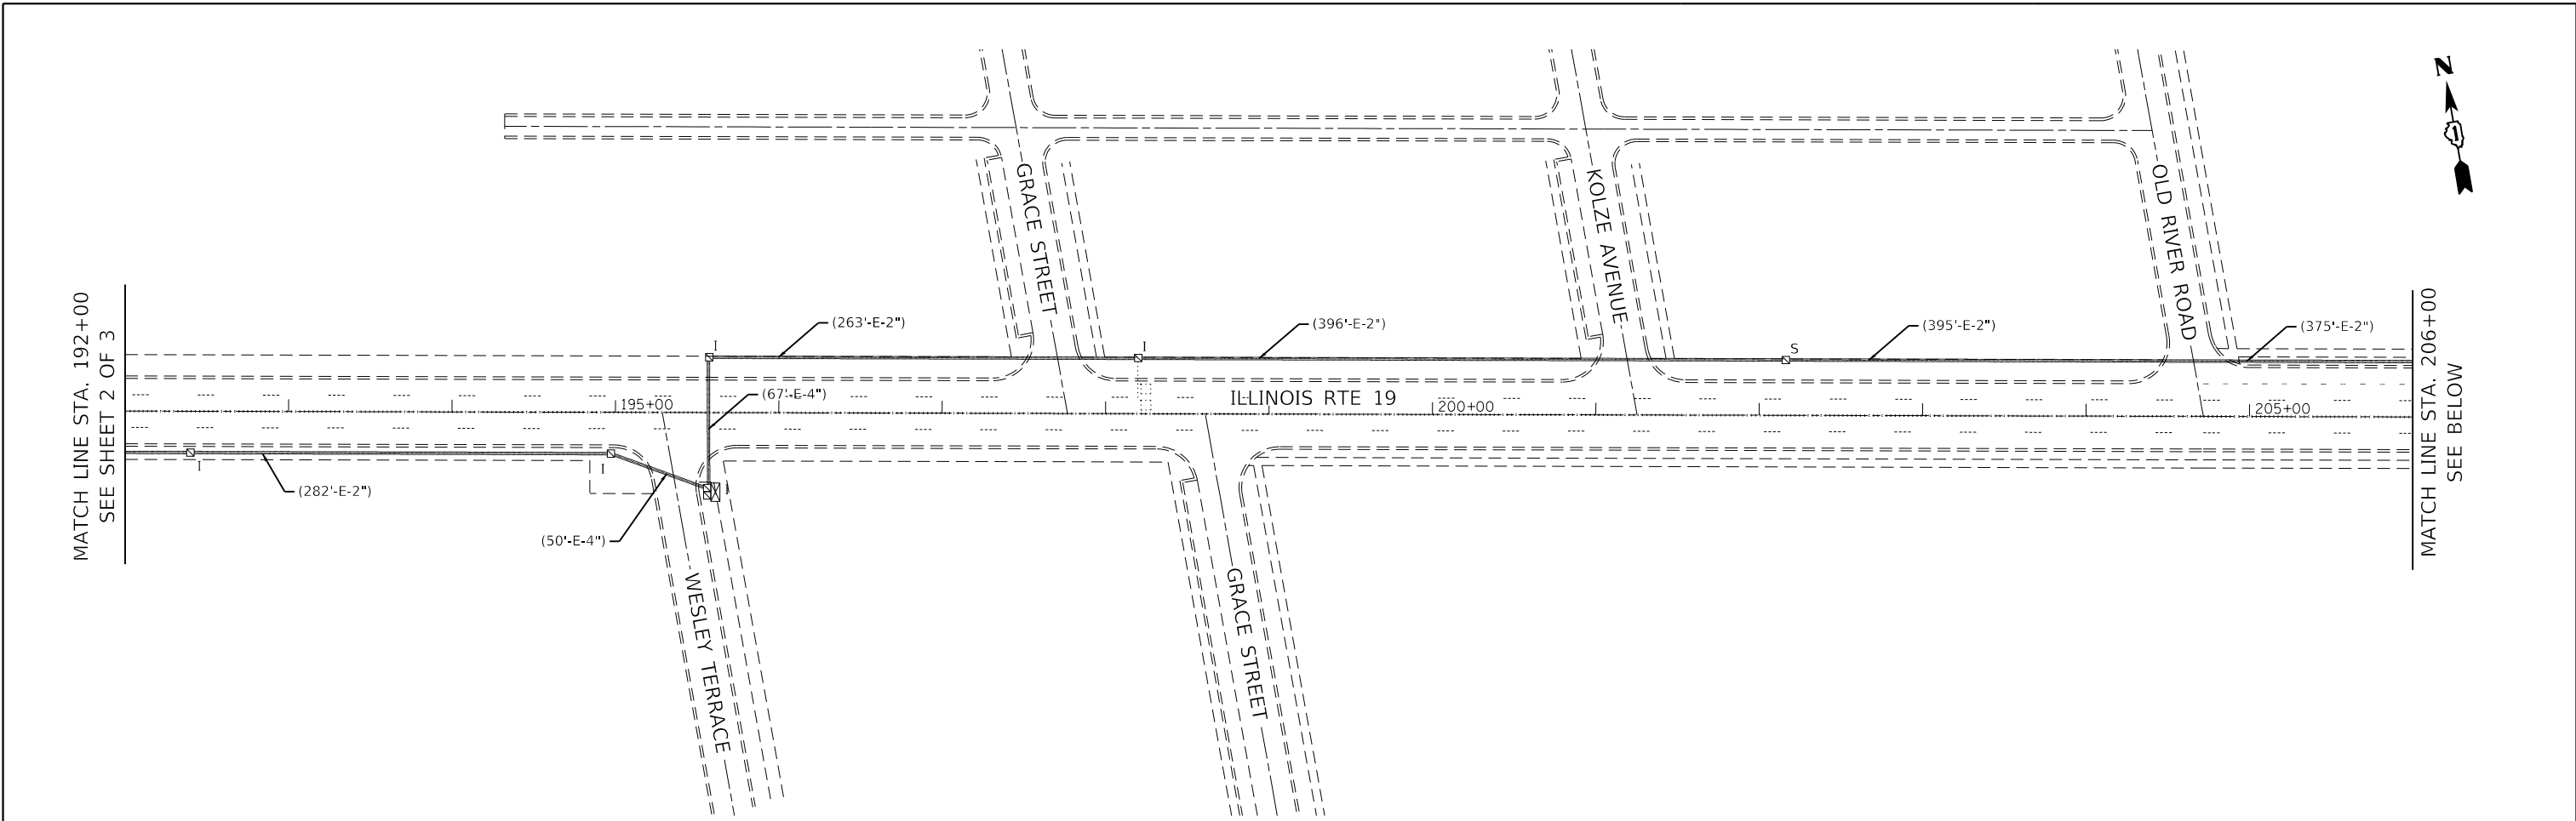 N
GRACE STREET
KOLZE AVENUE
OLD RIVER ROAD
MATCH LINE STA. 192+00
SEE SHEET 2 OF 3
(263'-E-2")
(396'-E-2")
(395'-E-2")
(375'-E-2")
I
I
S
(67'-E-4")
ILLINOIS RTE 19
195+00
200+00
205+00
MATCH LINE STA. 206+00
SEE BELOW
I
I
I
(282'-E-2")
(50'-E-4")
WESLEY TERRACE
GRACE STREET